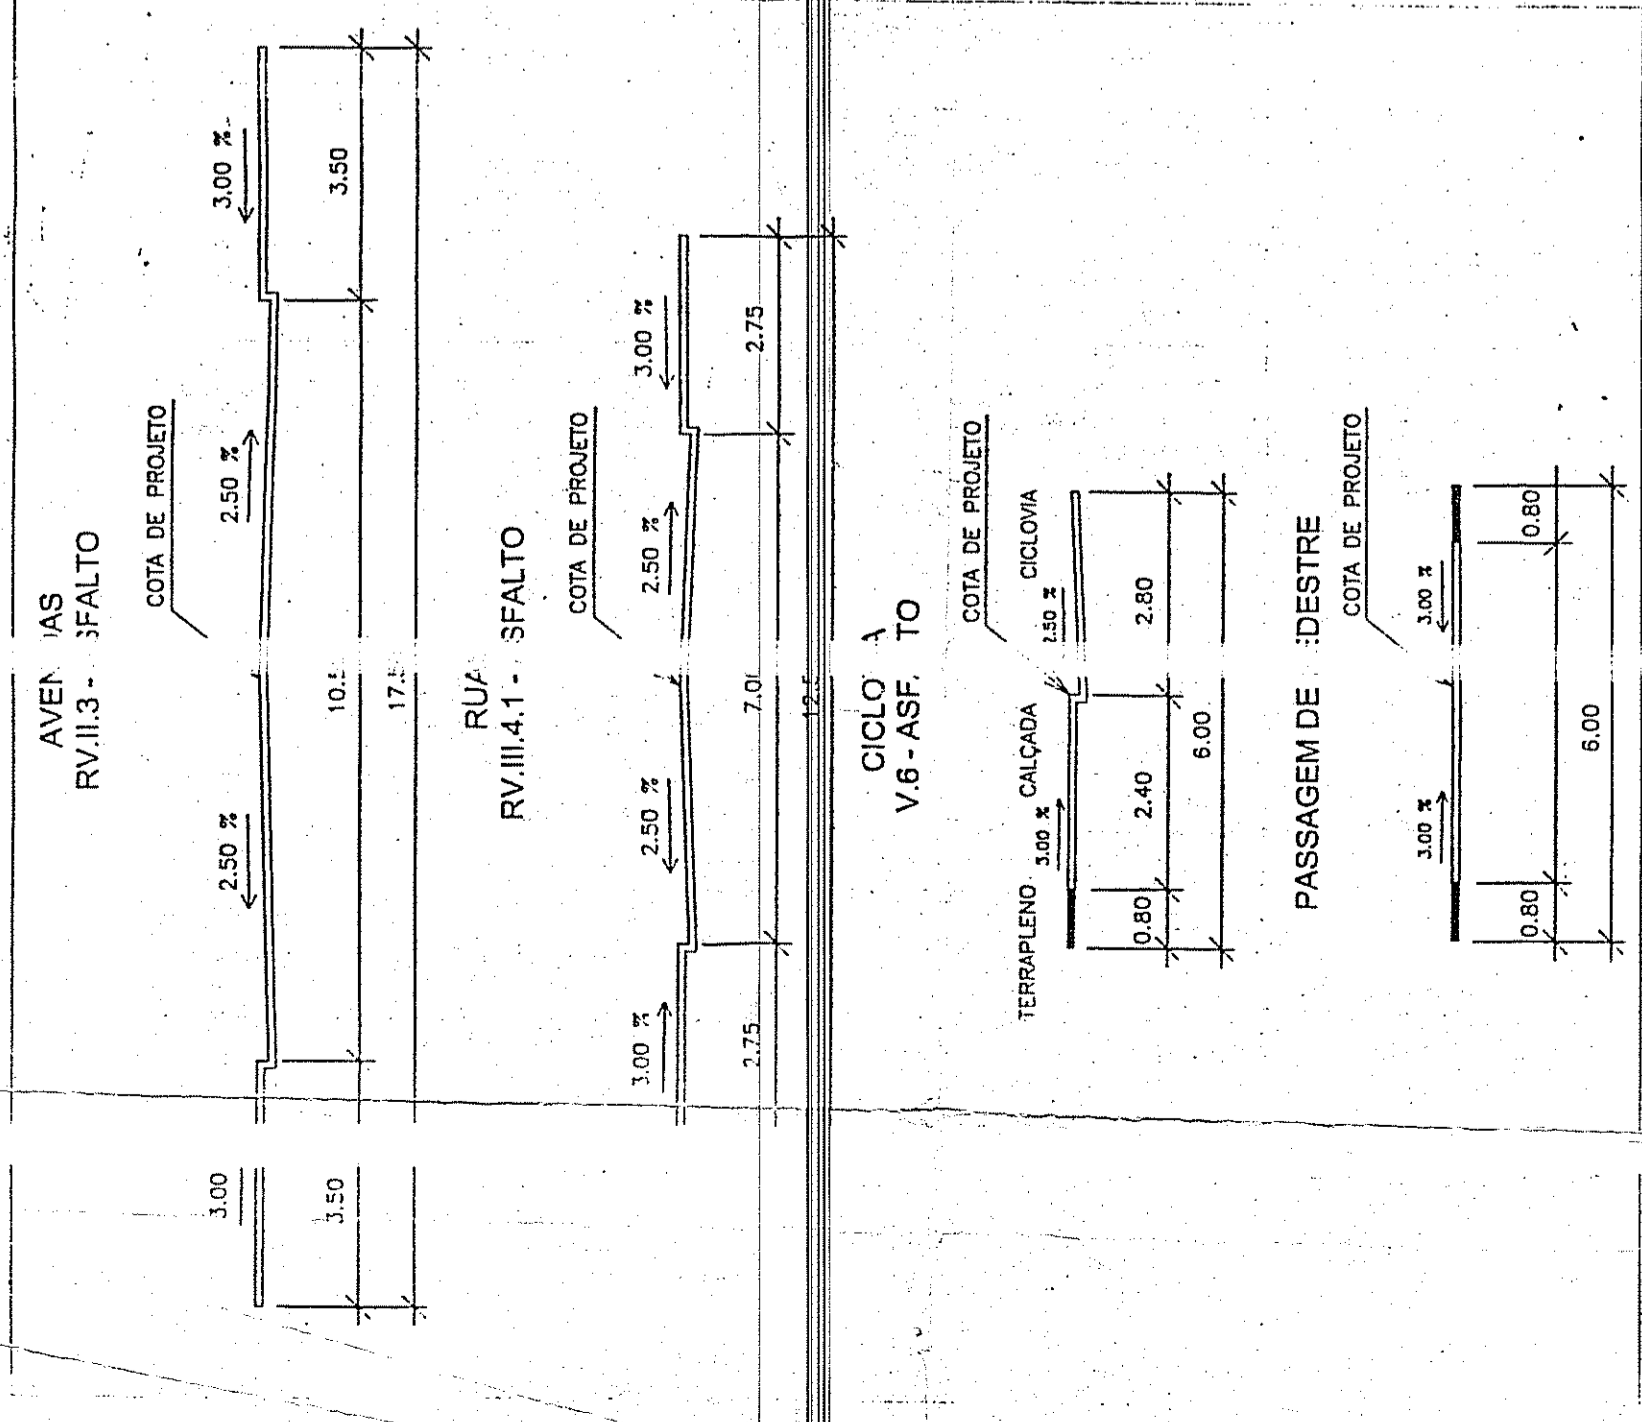 AVEN DAS
RV.II.3 - SFALTO
COTA DE PROJETO
3.00
2.50 %
2.50 %
3.00 %
3.50
10.5
3.50
17.5
RUA
RV.III.4.1 - SFALTO
COTA DE PROJETO
3.00 %
2.50 %
2.50 %
3.00 %
2.75
7.0
2.75
12.5
CICLO A
V.6 - ASF TO
COTA DE PROJETO
TERRAPLENO CALÇADA CICLOVIA
3.00 % 2.50 %
0.80 2.40 2.80
6.00
PASSAGEM DE EDESTRE
COTA DE PROJETO
3.00 % 3.00 %
0.80 0.80
6.00